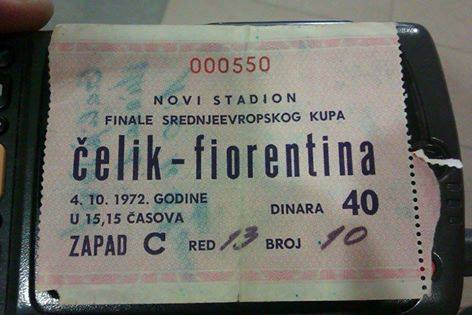 000550
NOVI STADION
FINALE SREDNJEEVROPSKOG KUPA
čelik-fiorentina
4. 10. 1972. GODINE
U 15,15 ČASOVA
DINARA 40
ZAPAD C RED 13 BROJ 10